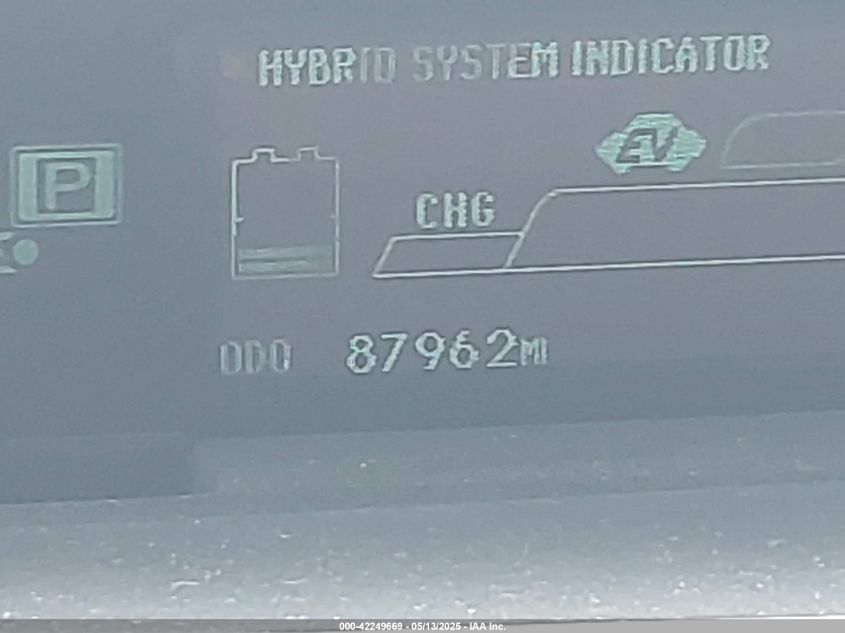 HYBRID SYSTEM INDICATOR
EV
P
CHG
ODO 87962MI
000-42249669 - 05/13/2025 - IAA Inc.